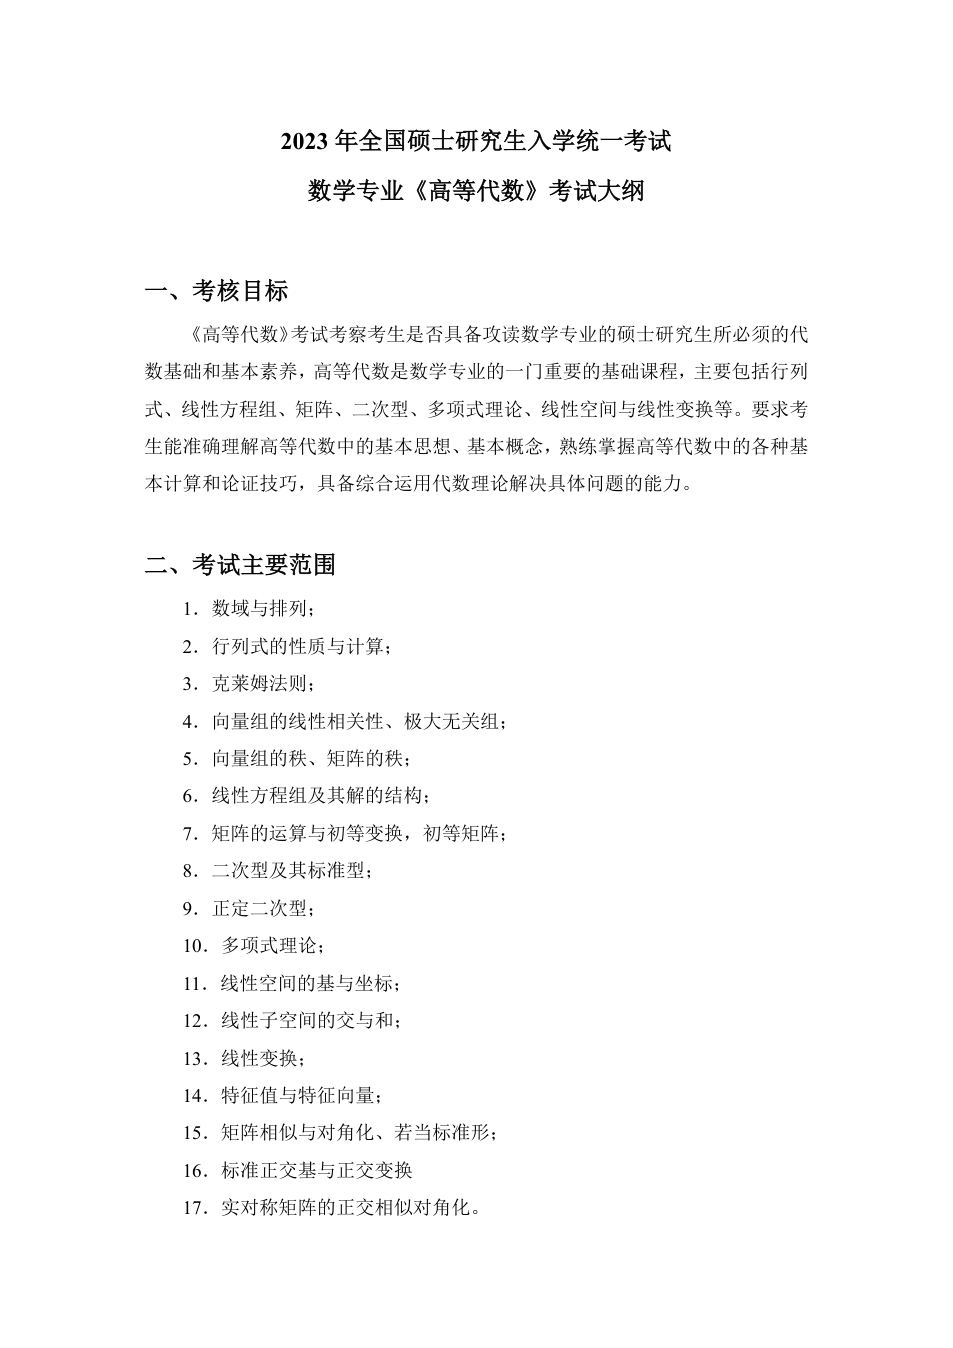 2023 年全国硕士研究生入学统一考试
数学专业《高等代数》考试大纲
一、考核目标
《高等代数》考试考察考生是否具备攻读数学专业的硕士研究生所必须的代
数基础和基本素养，高等代数是数学专业的一门重要的基础课程，主要包括行列
式、线性方程组、矩阵、二次型、多项式理论、线性空间与线性变换等。要求考
生能准确理解高等代数中的基本思想、基本概念，熟练掌握高等代数中的各种基
本计算和论证技巧，具备综合运用代数理论解决具体问题的能力。
二、考试主要范围
1．数域与排列；
2．行列式的性质与计算；
3．克莱姆法则；
4．向量组的线性相关性、极大无关组；
5．向量组的秩、矩阵的秩；
6．线性方程组及其解的结构；
7．矩阵的运算与初等变换，初等矩阵；
8．二次型及其标准型；
9．正定二次型；
10．多项式理论；
11．线性空间的基与坐标；
12．线性子空间的交与和；
13．线性变换；
14．特征值与特征向量；
15．矩阵相似与对角化、若当标准形；
16．标准正交基与正交变换
17．实对称矩阵的正交相似对角化。